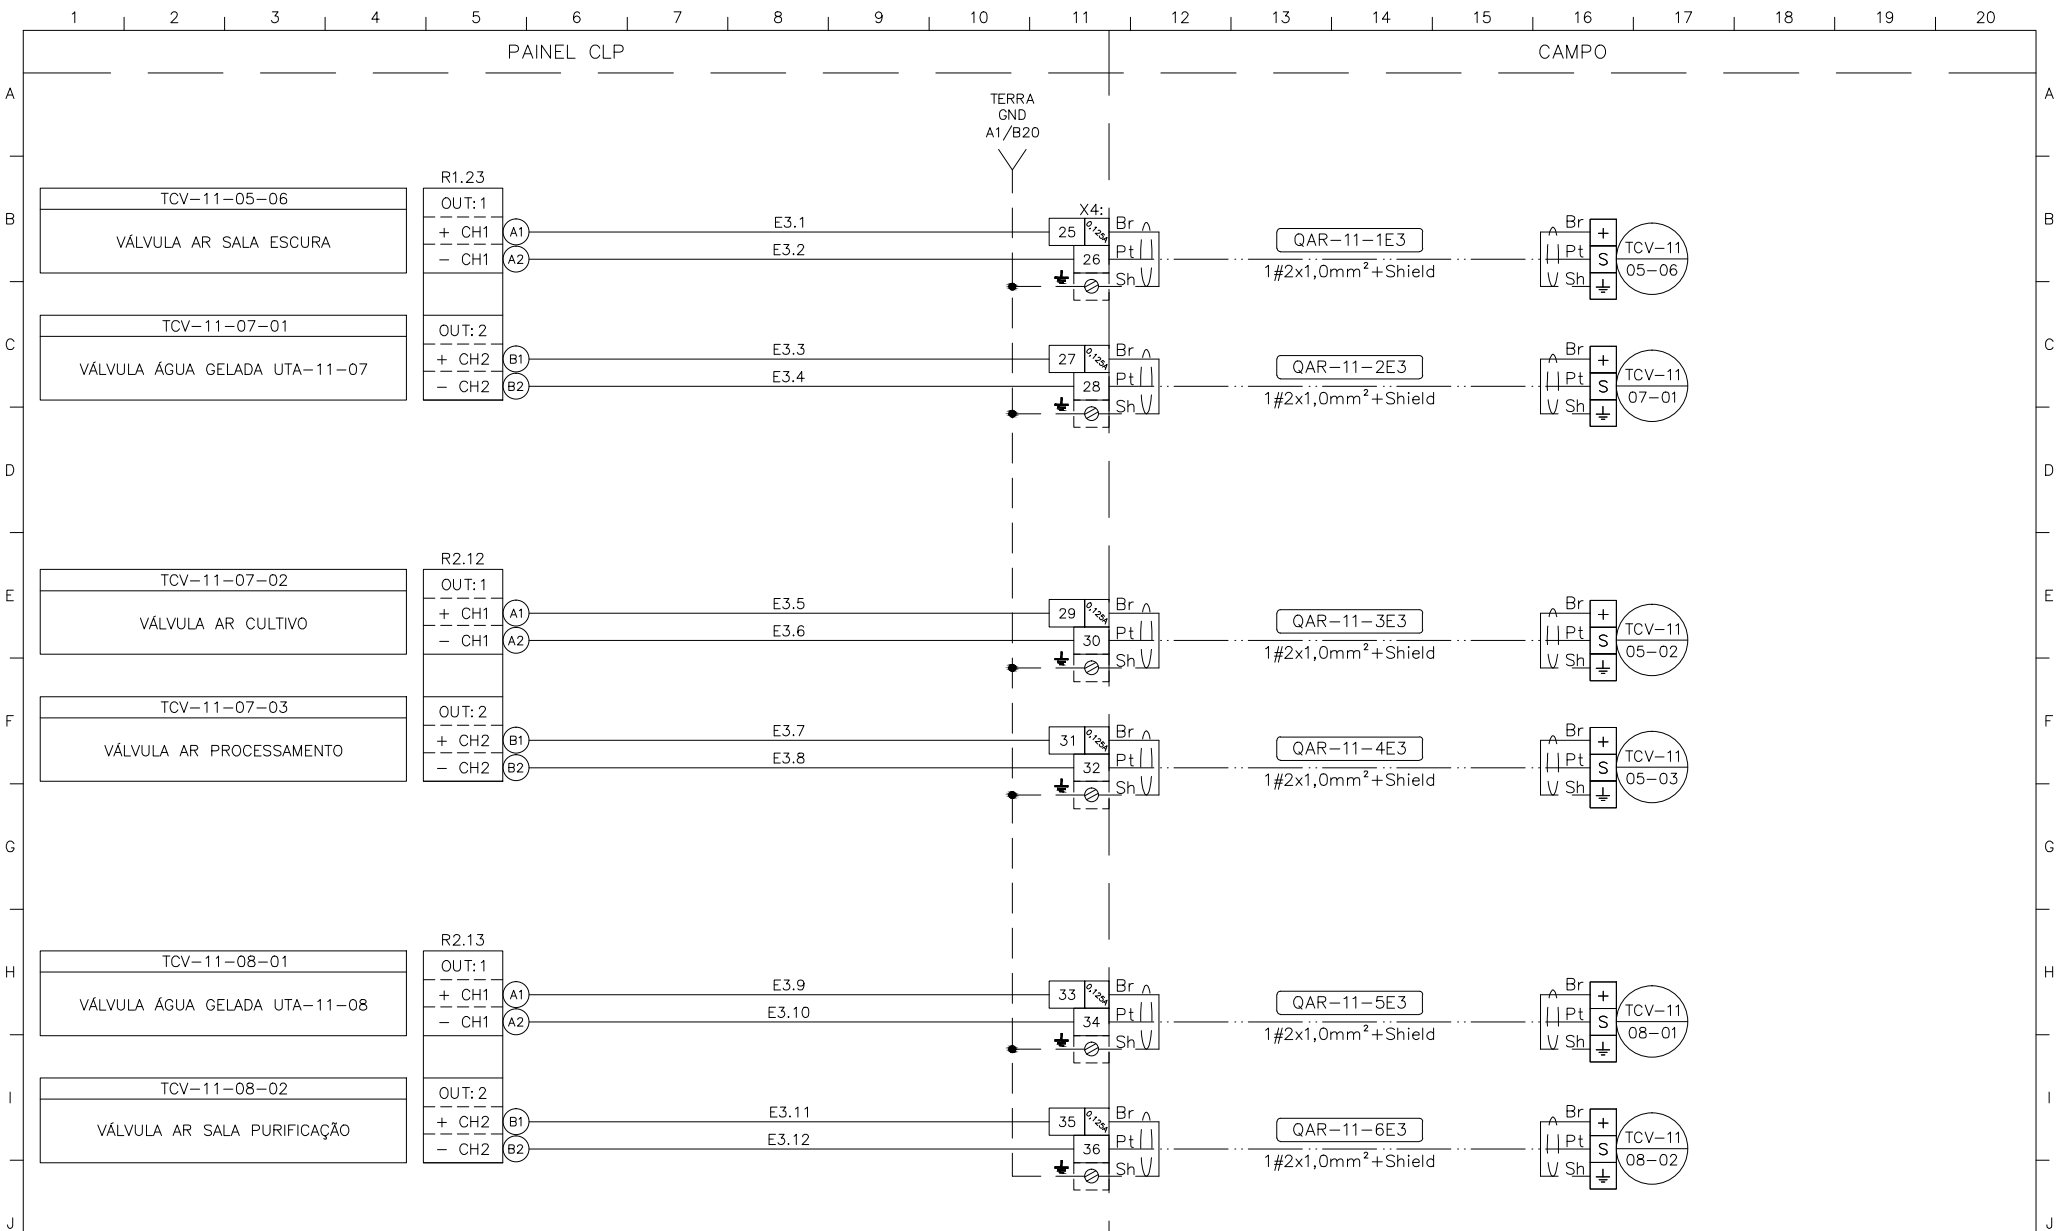 1 2 3 4 5 6 7 8 9 10 11 12 13 14 15 16 17 18 19 20
PAINEL CLP CAMPO
A A
TERRA
GND
A1/B20
R1.23
TCV-11-05-06 OUT:1
B X4: B
VÁLVULA AR SALA ESCURA + CH1 A1 E3.1 25 0,125A Br QAR-11-1E3 Br + TCV-11
- CH1 A2 E3.2 26 Pt 1#2x1,0mm²+Shield Pt S 05-06
Sh Sh
TCV-11-07-01 OUT:2
C C
VÁLVULA ÁGUA GELADA UTA-11-07 + CH2 B1 E3.3 27 0,125A Br QAR-11-2E3 Br + TCV-11
- CH2 B2 E3.4 28 Pt 1#2x1,0mm²+Shield Pt S 07-01
Sh Sh
D D
R2.12
TCV-11-07-02 OUT:1
E E
VÁLVULA AR CULTIVO + CH1 A1 E3.5 29 0,125A Br QAR-11-3E3 Br + TCV-11
- CH1 A2 E3.6 30 Pt 1#2x1,0mm²+Shield Pt S 05-02
Sh Sh
TCV-11-07-03 OUT:2
F F
VÁLVULA AR PROCESSAMENTO + CH2 B1 E3.7 31 0,125A Br QAR-11-4E3 Br + TCV-11
- CH2 B2 E3.8 32 Pt 1#2x1,0mm²+Shield Pt S 05-03
Sh Sh
G G
R2.13
TCV-11-08-01 OUT:1
H H
VÁLVULA ÁGUA GELADA UTA-11-08 + CH1 A1 E3.9 33 0,125A Br QAR-11-5E3 Br + TCV-11
- CH1 A2 E3.10 34 Pt 1#2x1,0mm²+Shield Pt S 08-01
Sh Sh
TCV-11-08-02 OUT:2
I I
VÁLVULA AR SALA PURIFICAÇÃO + CH2 B1 E3.11 35 0,125A Br QAR-11-6E3 Br + TCV-11
- CH2 B2 E3.12 36 Pt 1#2x1,0mm²+Shield Pt S 08-02
Sh Sh
J J